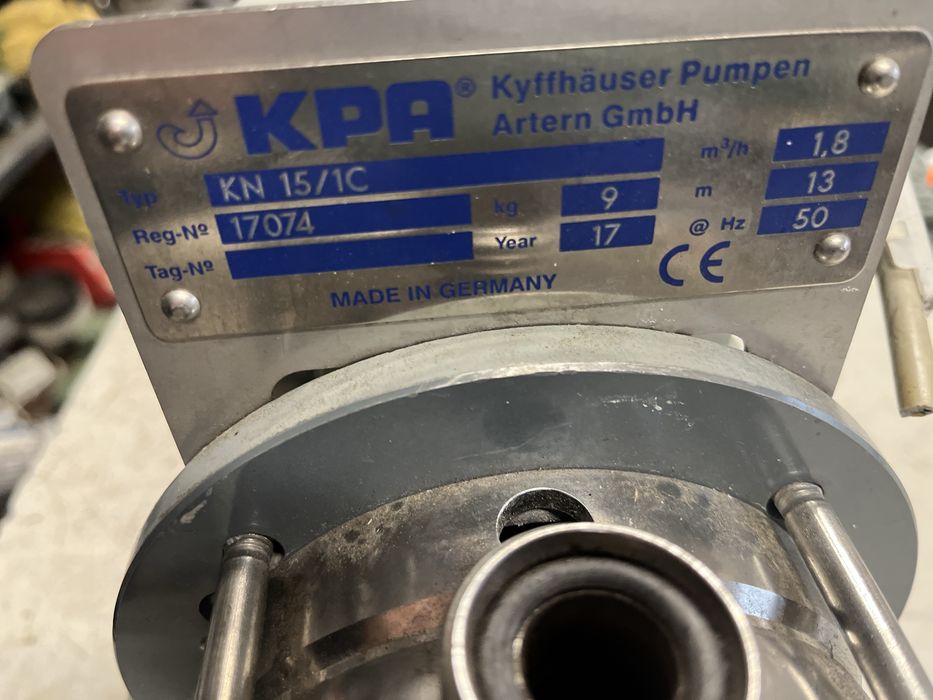 KPA® Kyffhäuser Pumpen
Artern GmbH
Typ KN 15/1C m³/h 1,8
Reg-Nº 17074 kg 9 m 13
Tag-Nº Year 17 @ Hz 50
MADE IN GERMANY CE